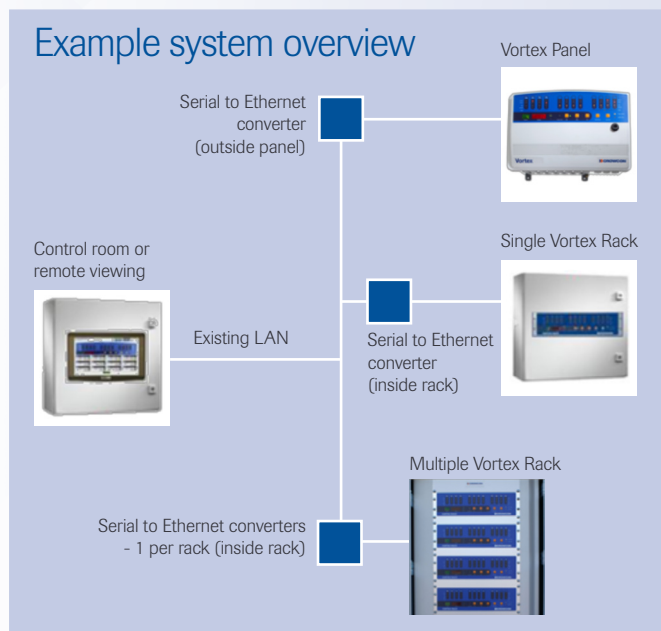 Example system overview
Vortex Panel
Serial to Ethernet
converter
(outside panel)
Vortex
Control room or
remote viewing
Single Vortex Rack
Existing LAN
Serial to Ethernet
converter
(inside rack)
Multiple Vortex Rack
Serial to Ethernet converters
- 1 per rack (inside rack)